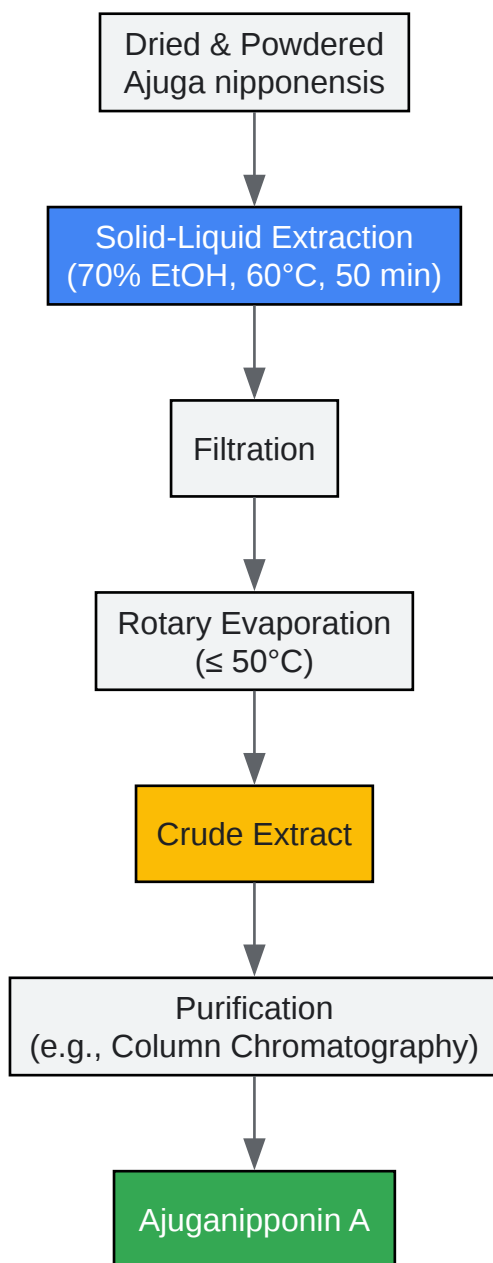 Dried & Powdered
Ajuga nipponensis
Solid-Liquid Extraction
(70% EtOH, 60°C, 50 min)
Filtration
Rotary Evaporation
(≤ 50°C)
Crude Extract
Purification
(e.g., Column Chromatography)
Ajuganipponin A